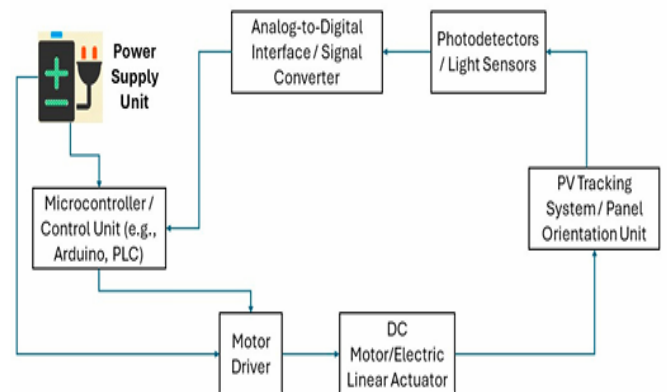 Power
Supply
Unit
Analog-to-Digital
Interface / Signal
Converter
Photodetectors
/ Light Sensors
Microcontroller /
Control Unit (e.g.,
Arduino, PLC)
PV Tracking
System / Panel
Orientation Unit
Motor
Driver
DC
Motor/Electric
Linear Actuator